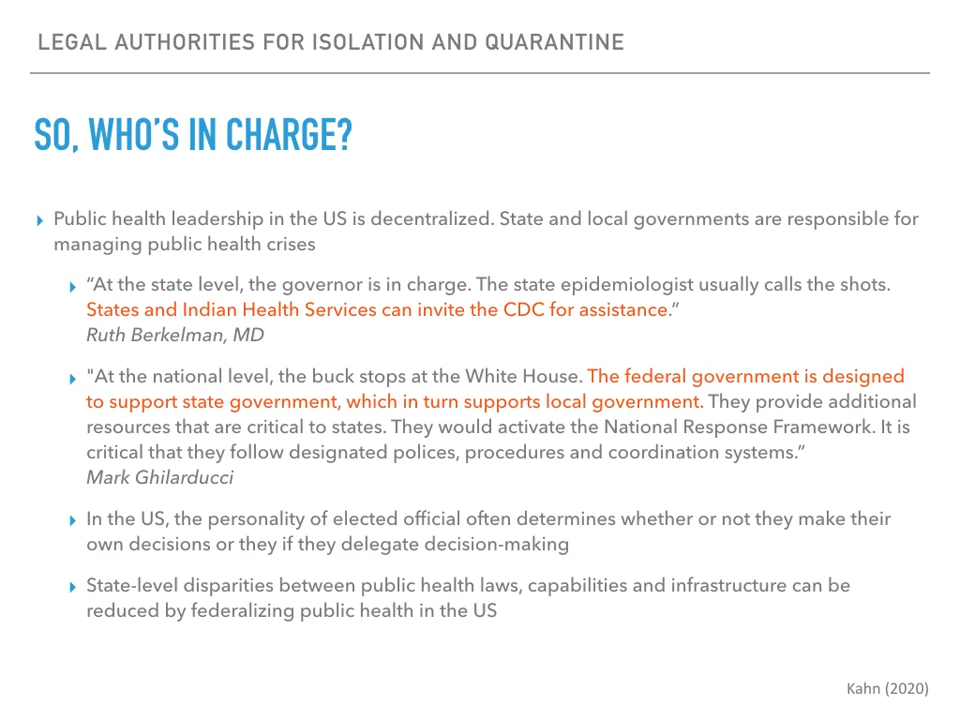 LEGAL AUTHORITIES FOR ISOLATION AND QUARANTINE
SO, WHO'S IN CHARGE?
Public health leadership in the US is decentralized. State and local governments are responsible for
managing public health crises
“At the state level, the governor is in charge. The state epidemiologist usually calls the shots.
States and Indian Health Services can invite the CDC for assistance.”
Ruth Berkelman, MD
"At the national level, the buck stops at the White House. The federal government is designed
to support state government, which in turn supports local government. They provide additional
resources that are critical to states. They would activate the National Response Framework. It is
critical that they follow designated polices, procedures and coordination systems.”
Mark Ghilarducci
In the US, the personality of elected official often determines whether or not they make their
own decisions or they if they delegate decision-making
State-level disparities between public health laws, capabilities and infrastructure can be
reduced by federalizing public health in the US
Kahn (2020)